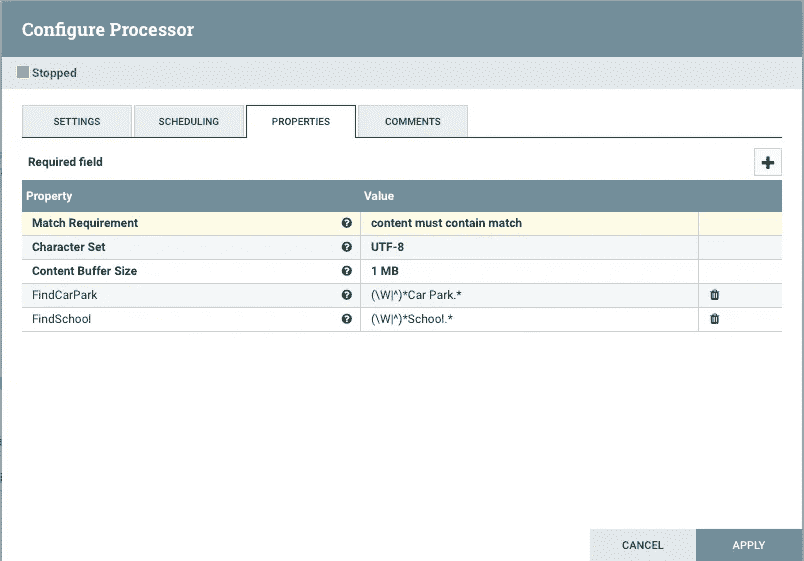 Configure Processor
Stopped
SETTINGS SCHEDULING PROPERTIES COMMENTS
Required field
Property Value
Match Requirement content must contain match
Character Set UTF-8
Content Buffer Size 1 MB
FindCarPark (\W|^)*Car Park.*
FindSchool (\W|^)*School.*
CANCEL APPLY